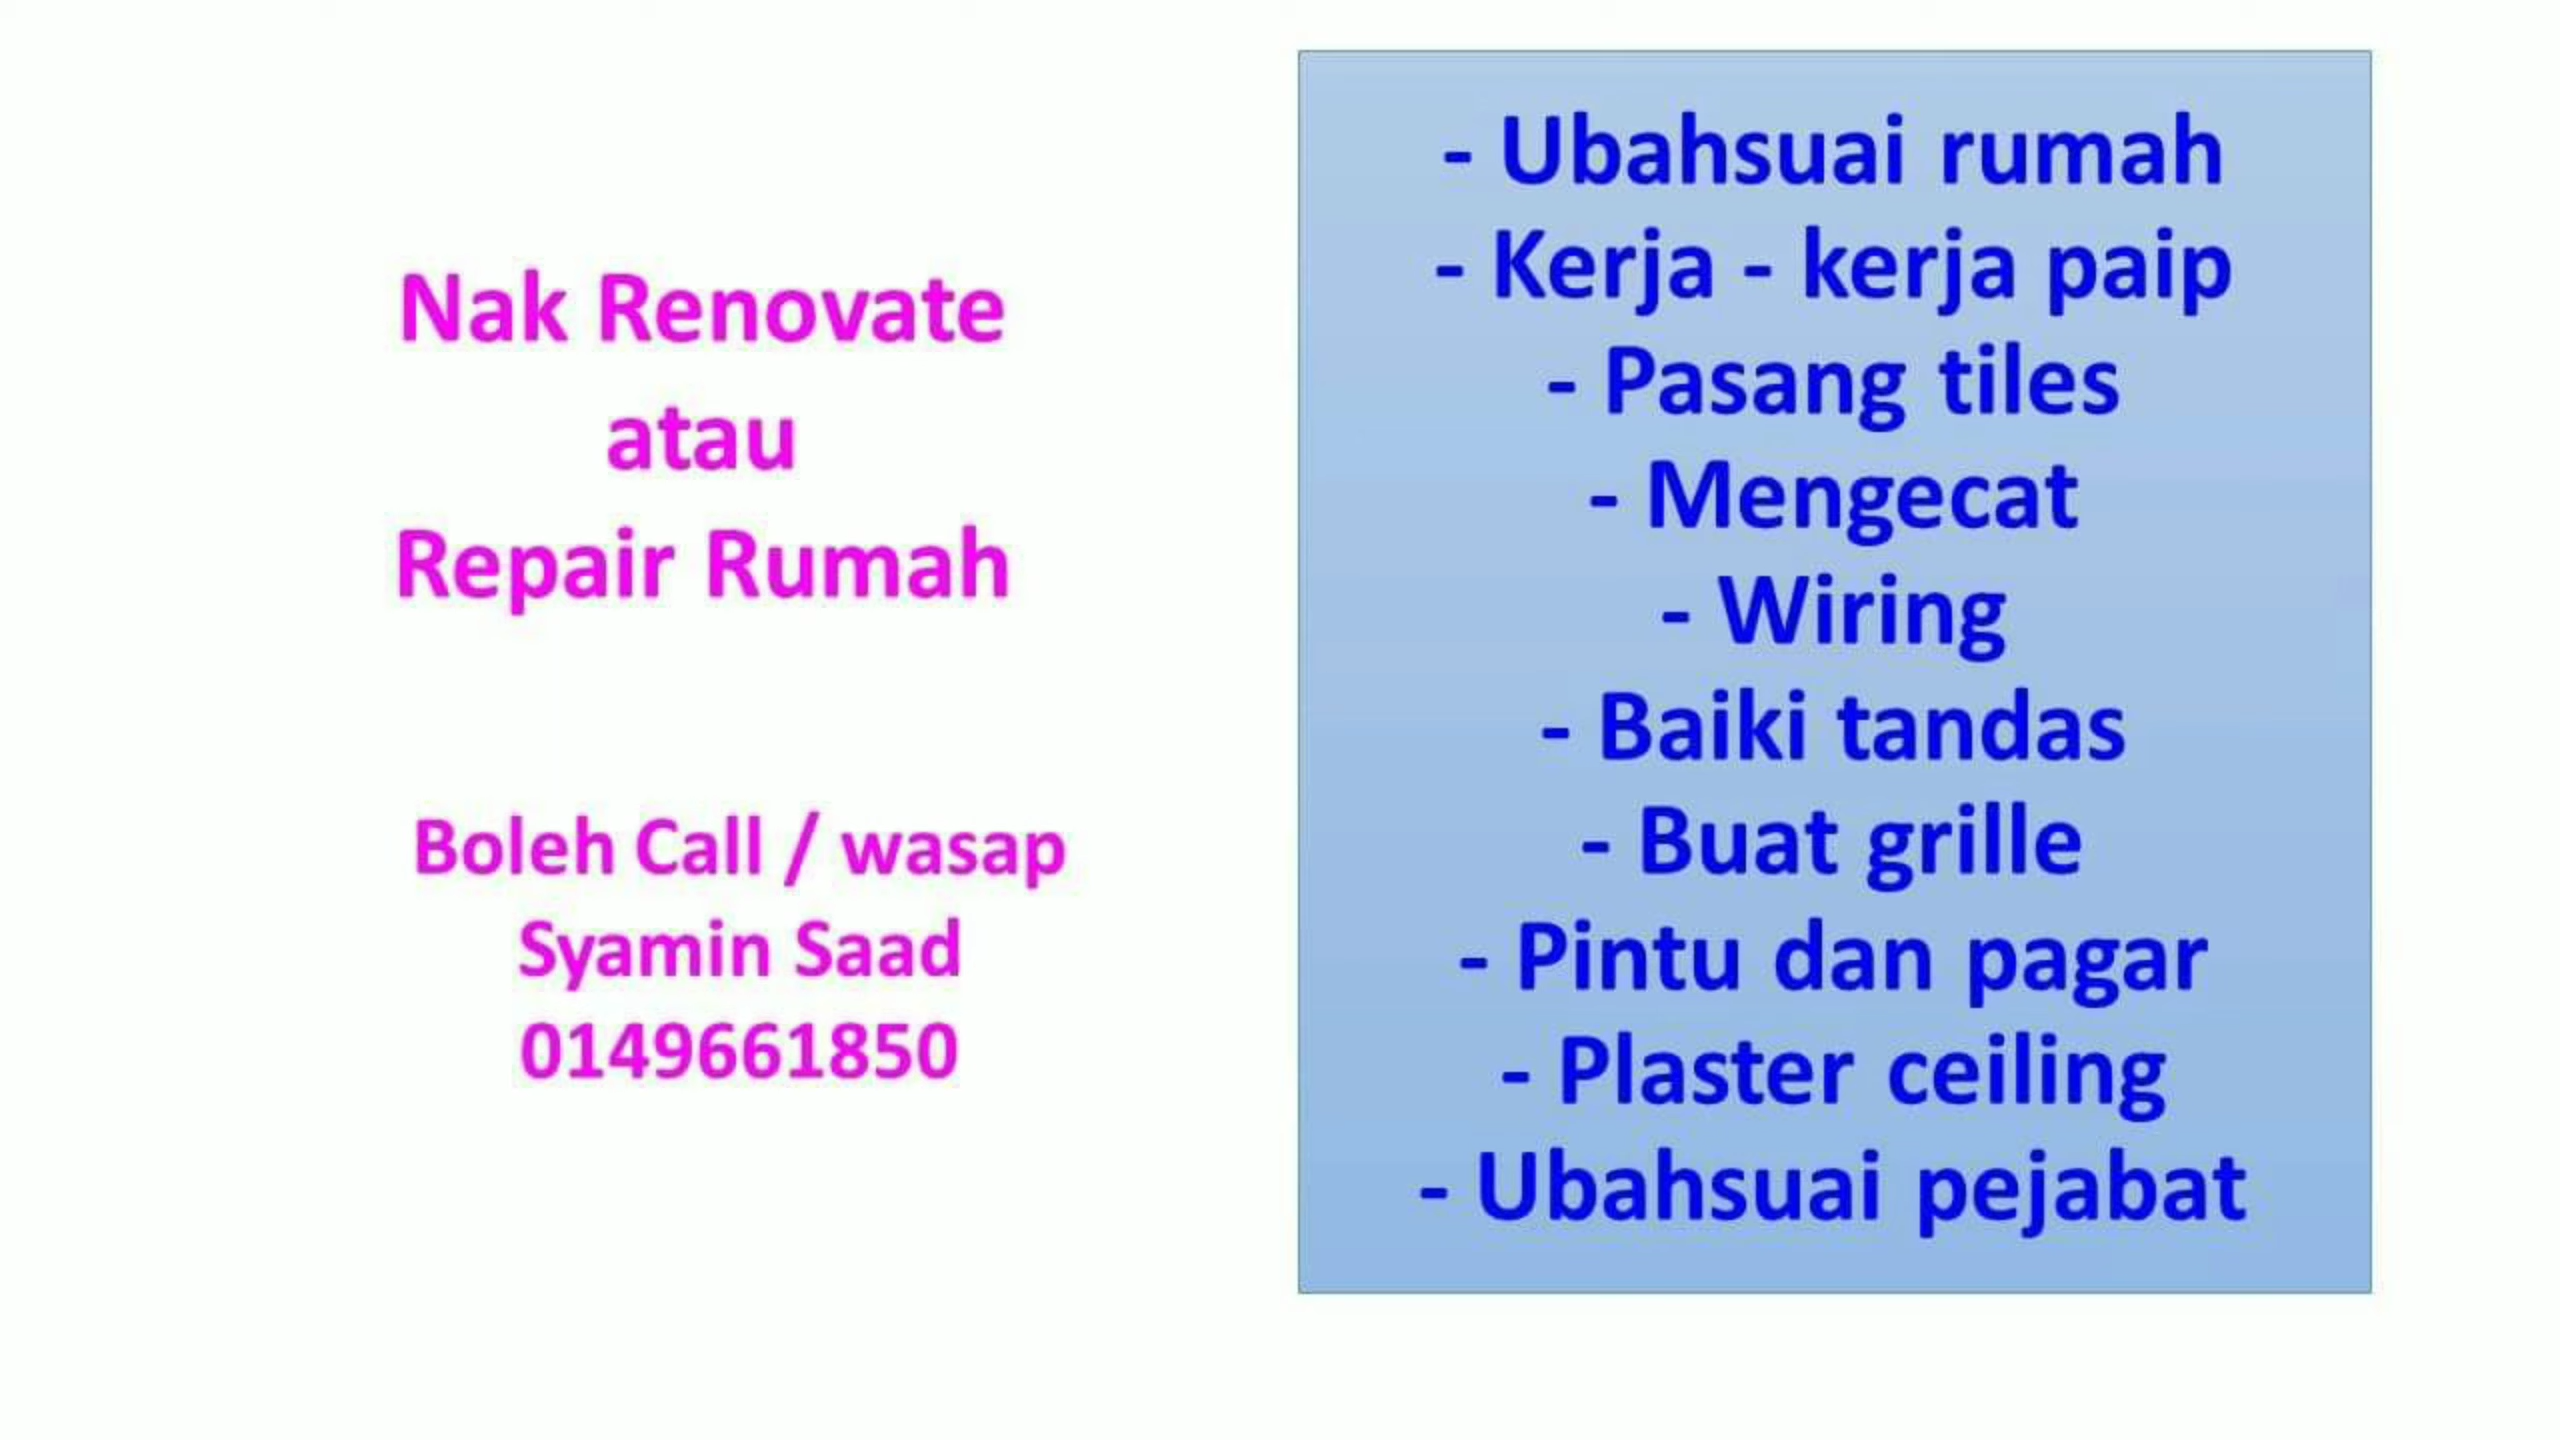 Nak Renovate
atau
Repair Rumah
Boleh Call / wasap
Syamin Saad
0149661850
- Ubahsuai rumah
- Kerja - kerja paip
- Pasang tiles
- Mengecat
- Wiring
- Baiki tandas
- Buat grille
- Pintu dan pagar
- Plaster ceiling
- Ubahsuai pejabat